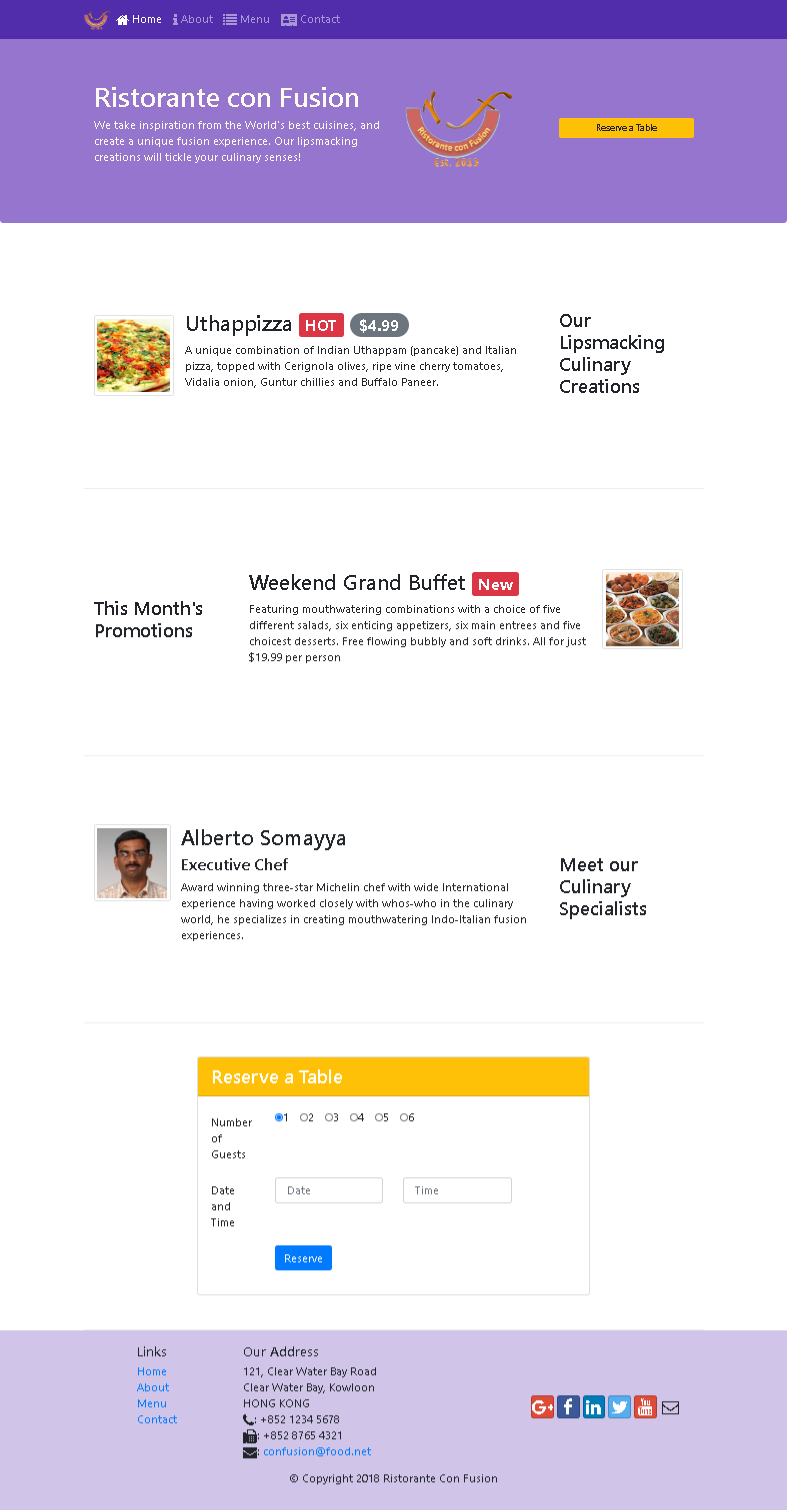 Home About Menu Contact
Ristorante con Fusion
We take inspiration from the World's best cuisines, and
create a unique fusion experience. Our lipsmacking
creations will tickle your culinary senses!
Ristorante con Fusion
Est. 2013
Reserve a Table
Uthappizza HOT $4.99
A unique combination of Indian Uthappam (pancake) and Italian
pizza, topped with Cerignola olives, ripe vine cherry tomatoes,
Vidalia onion, Guntur chillies and Buffalo Paneer.
Our
Lipsmacking
Culinary
Creations
This Month's
Promotions
Weekend Grand Buffet New
Featuring mouthwatering combinations with a choice of five
different salads, six enticing appetizers, six main entrees and five
choicest desserts. Free flowing bubbly and soft drinks. All for just
$19.99 per person
Alberto Somayya
Executive Chef
Award winning three-star Michelin chef with wide International
experience having worked closely with whos-who in the culinary
world, he specializes in creating mouthwatering Indo-Italian fusion
experiences.
Meet our
Culinary
Specialists
Reserve a Table
Number
of
Guests
1 2 3 4 5 6
Date
and
Time
Date Time
Reserve
Links
Home
About
Menu
Contact
Our Address
121, Clear Water Bay Road
Clear Water Bay, Kowloon
HONG KONG
: +852 1234 5678
: +852 8765 4321
: confusion@food.net
G+ f in You Tube
© Copyright 2018 Ristorante Con Fusion